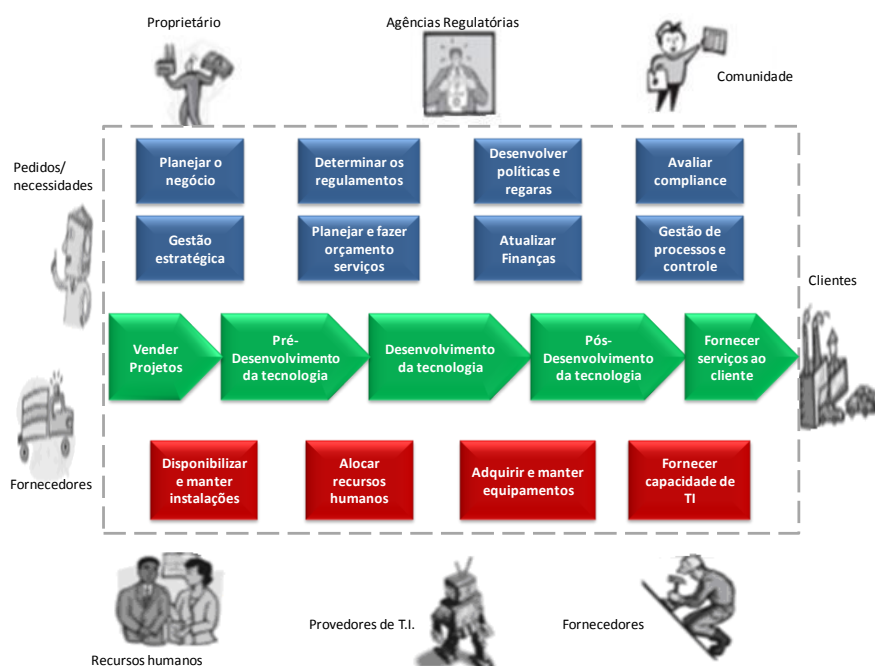 Proprietário
Agências Regulatórias
Comunidade
Pedidos/
necessidades
Planejar o
negócio
Determinar os
regulamentos
Desenvolver
políticas e
regaras
Avaliar
compliance
Gestão
estratégica
Planejar e fazer
orçamento
serviços
Atualizar
Finanças
Gestão de
processos e
controle
Clientes
Vender
Projetos
Pré-
Desenvolvimento
da tecnologia
Desenvolvimento
da tecnologia
Pós-
Desenvolvimento
da tecnologia
Fornecer
serviços ao
cliente
Fornecedores
Disponibilizar
e manter
instalações
Alocar
recursos
humanos
Adquirir e manter
equipamentos
Fornecer
capacidade de
TI
Recursos humanos
Provedores de T.I.
Fornecedores